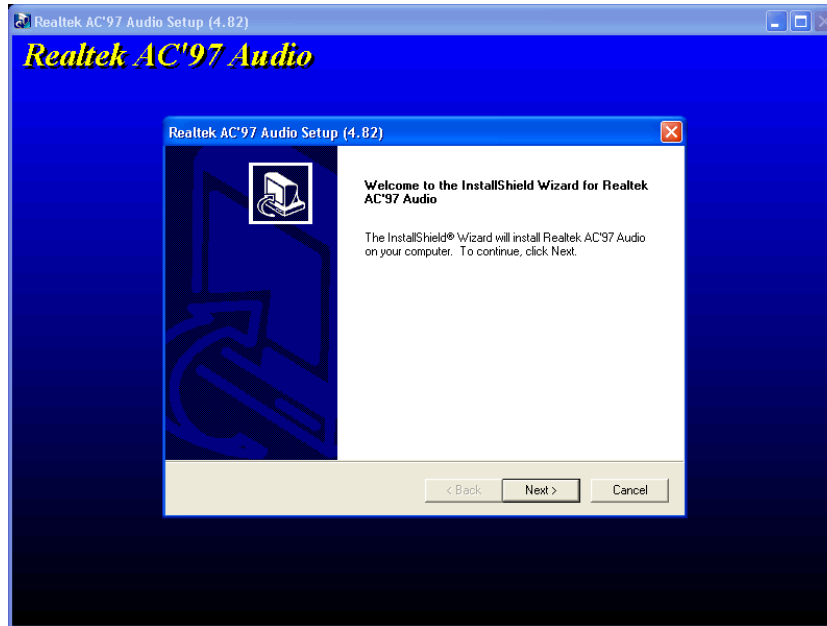 Realtek AC'97 Audio Setup (4.82)
Realtek AC'97 Audio
Realtek AC'97 Audio Setup (4.82)
Welcome to the InstallShield Wizard for Realtek
AC'97 Audio
The InstallShield® Wizard will install Realtek AC'97 Audio
on your computer. To continue, click Next.
< Back
Next >
Cancel